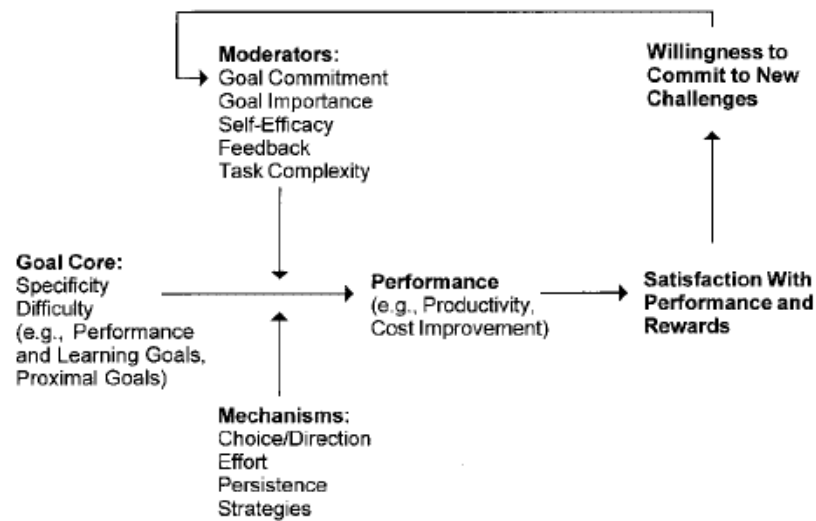 Moderators:
Goal Commitment
Goal Importance
Self-Efficacy
Feedback
Task Complexity
Willingness to
Commit to New
Challenges
Goal Core:
Specificity
Difficulty
(e.g., Performance
and Learning Goals,
Proximal Goals)
Performance
(e.g., Productivity,
Cost Improvement)
Satisfaction With
Performance and
Rewards
Mechanisms:
Choice/Direction
Effort
Persistence
Strategies